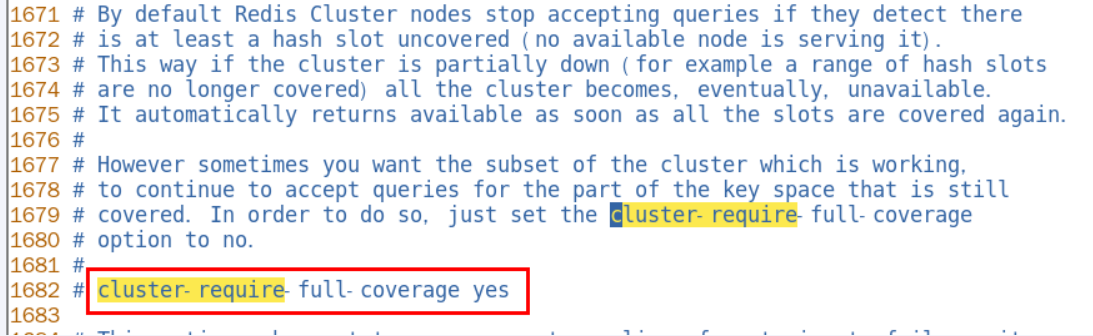 1671 # By default Redis Cluster nodes stop accepting queries if they detect there
1672 # is at least a hash slot uncovered (no available node is serving it).
1673 # This way if the cluster is partially down (for example a range of hash slots
1674 # are no longer covered) all the cluster becomes, eventually, unavailable.
1675 # It automatically returns available as soon as all the slots are covered again.
1676 #
1677 # However sometimes you want the subset of the cluster which is working,
1678 # to continue to accept queries for the part of the key space that is still
1679 # covered. In order to do so, just set the cluster-require-full-coverage
1680 # option to no.
1681 #
1682 # cluster-require-full-coverage yes
1683